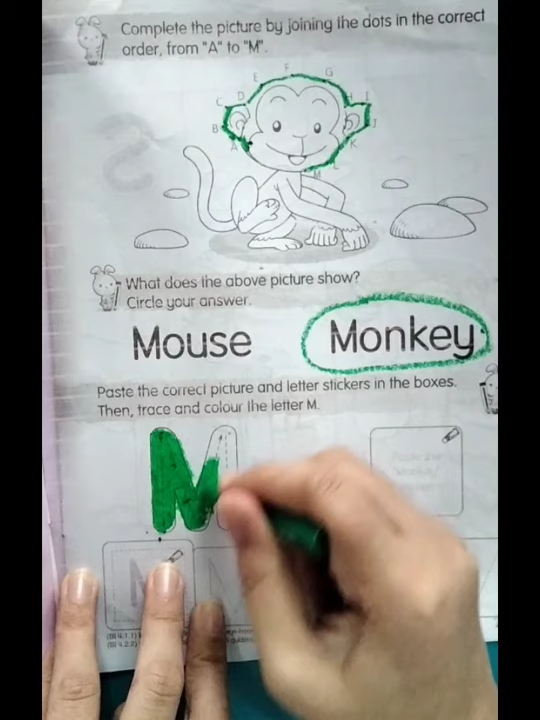 Complete the picture by joining the dots in the correct
order, from "A" to "M".
E F G
C D H I
B J
A K
L
M
What does the above picture show?
Circle your answer.
Mouse Monkey
Paste the correct picture and letter stickers in the boxes.
Then, trace and colour the letter M.
M